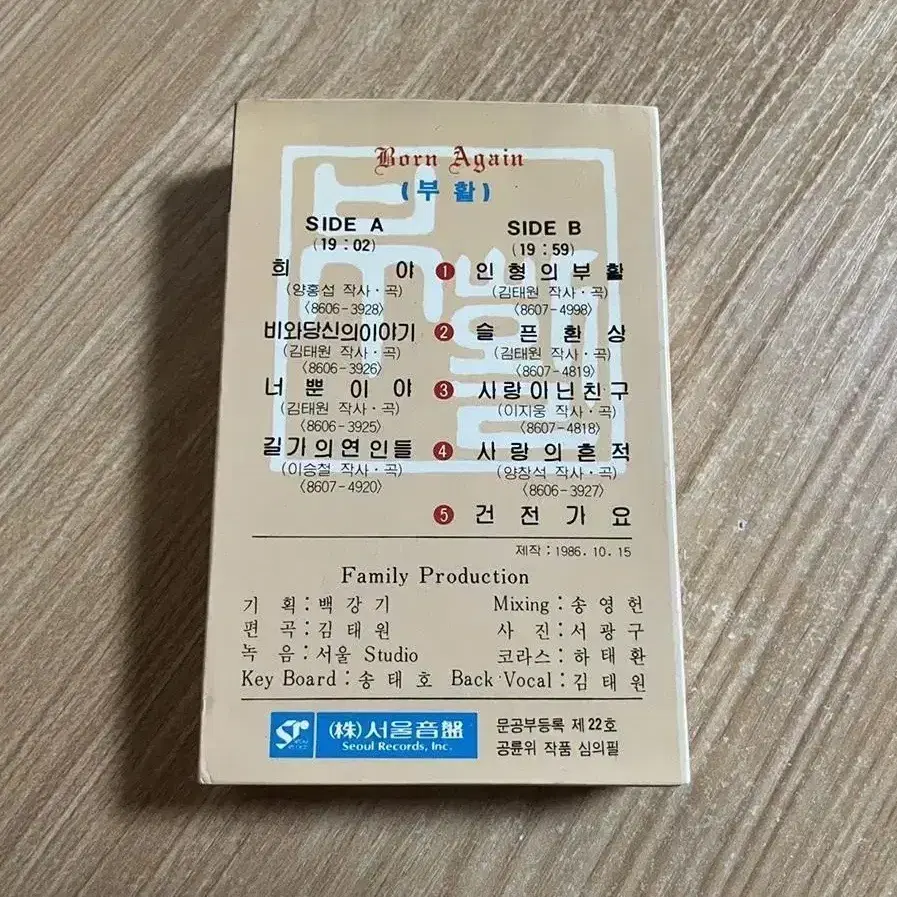 Born Again
(부활)
SIDE A
(19 : 02)
희 야
(양홍섭 작사·곡)
〈8606-3928〉
비와당신의이야기
(김태원 작사·곡)
〈8606-3926〉
너 뿐 이 야
(김태원 작사·곡)
〈8606-3925〉
길가의연인들
(이승철 작사·곡)
〈8607-4920〉
SIDE B
(19 : 59)
1 인형의부활
(김태원 작사·곡)
〈8607-4998〉
2 슬픈환상
(김태원 작사·곡)
〈8607-4819〉
3 사랑아닌친구
(이지웅 작사·곡)
〈8607-4818〉
4 사랑의흔적
(양창석 작사·곡)
〈8606-3927〉
5 건전가요
제작 : 1986. 10. 15
Family Production
기 획 : 백강기 Mixing : 송영헌
편 곡 : 김태원 사 진 : 서광구
녹 음 : 서울 Studio 코라스 : 하태환
Key Board : 송태호 Back Vocal : 김태원
(株)서울音盤
Seoul Records, Inc.
문공부등록 제22호
공륜위 작품 심의필